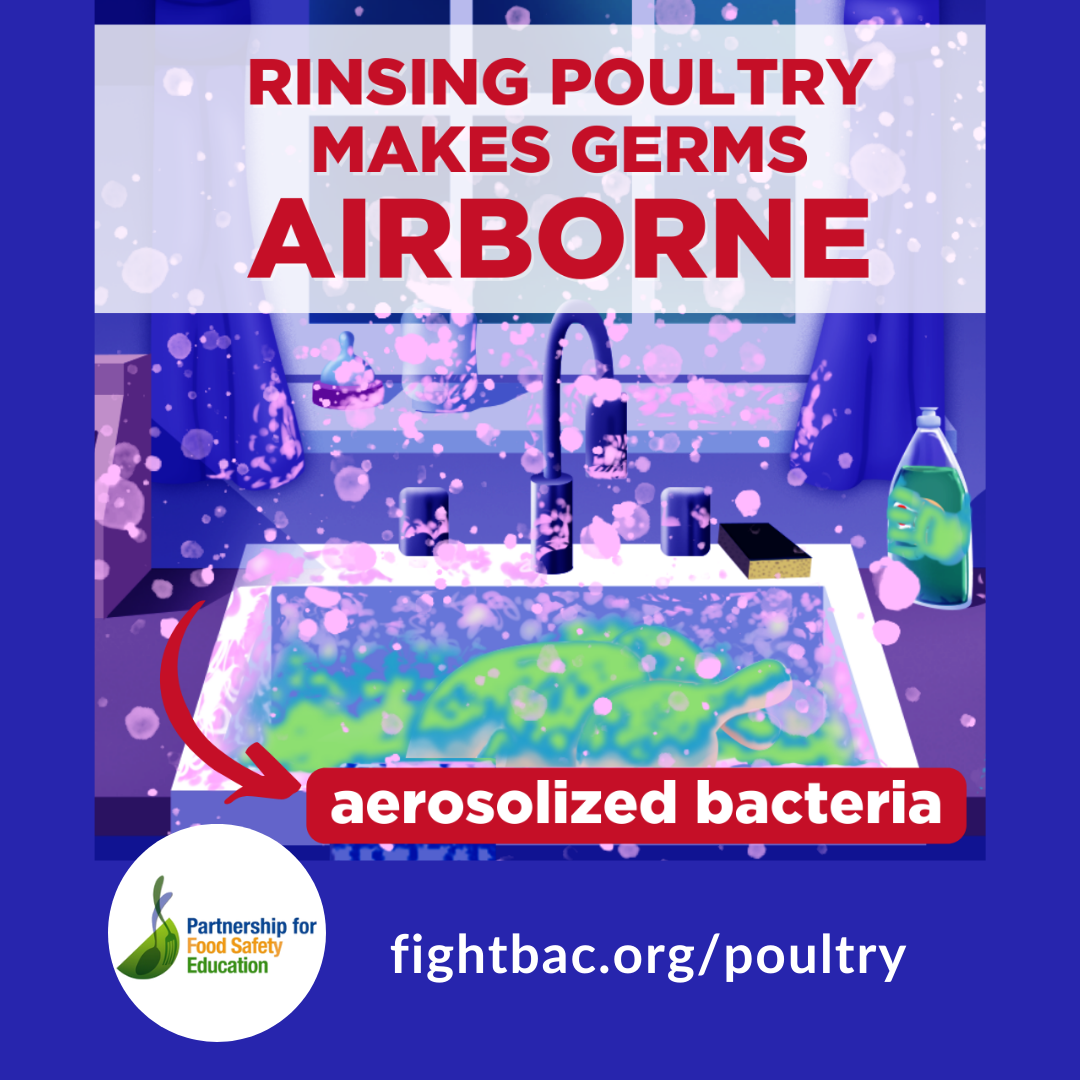 RINSING POULTRY
MAKES GERMS
AIRBORNE
aerosolized bacteria
Partnership for
Food Safety
Education
fightbac.org/poultry